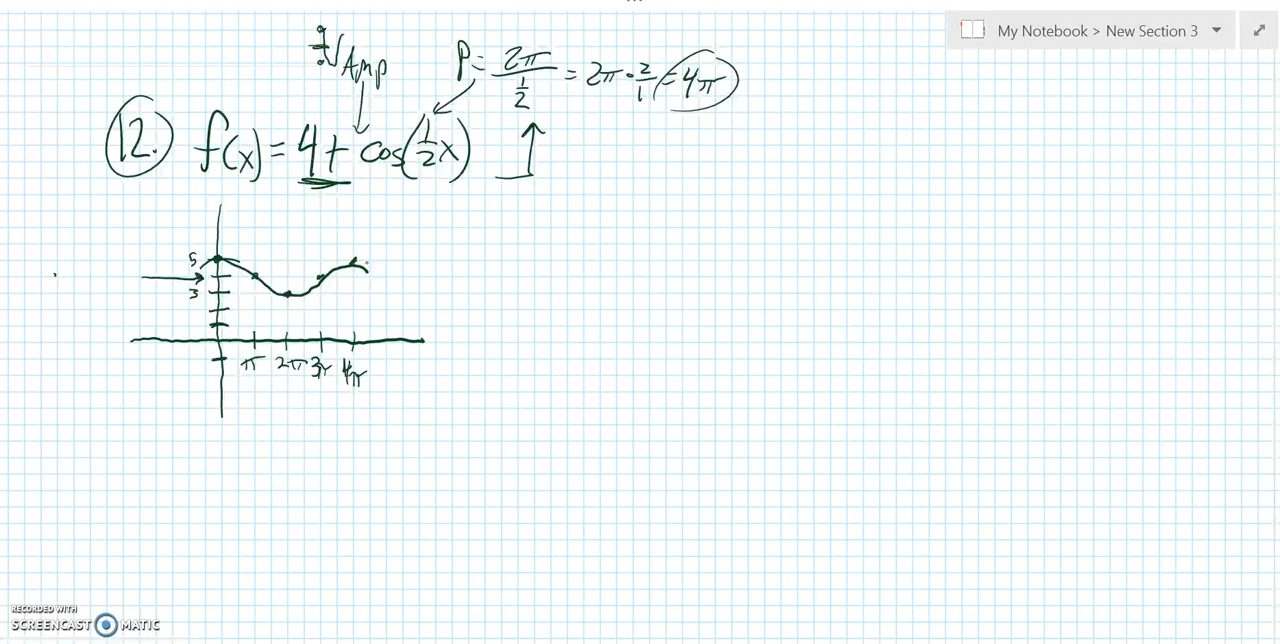 My Notebook > New Section 3
Amp
P = 2π / 1/2 = 2π · 2/1 = 4π
12. f(x) = 4 + cos(1/2 x)
5
3
π 2π 3π 4π
RECORDED WITH
SCREENCAST MATIC